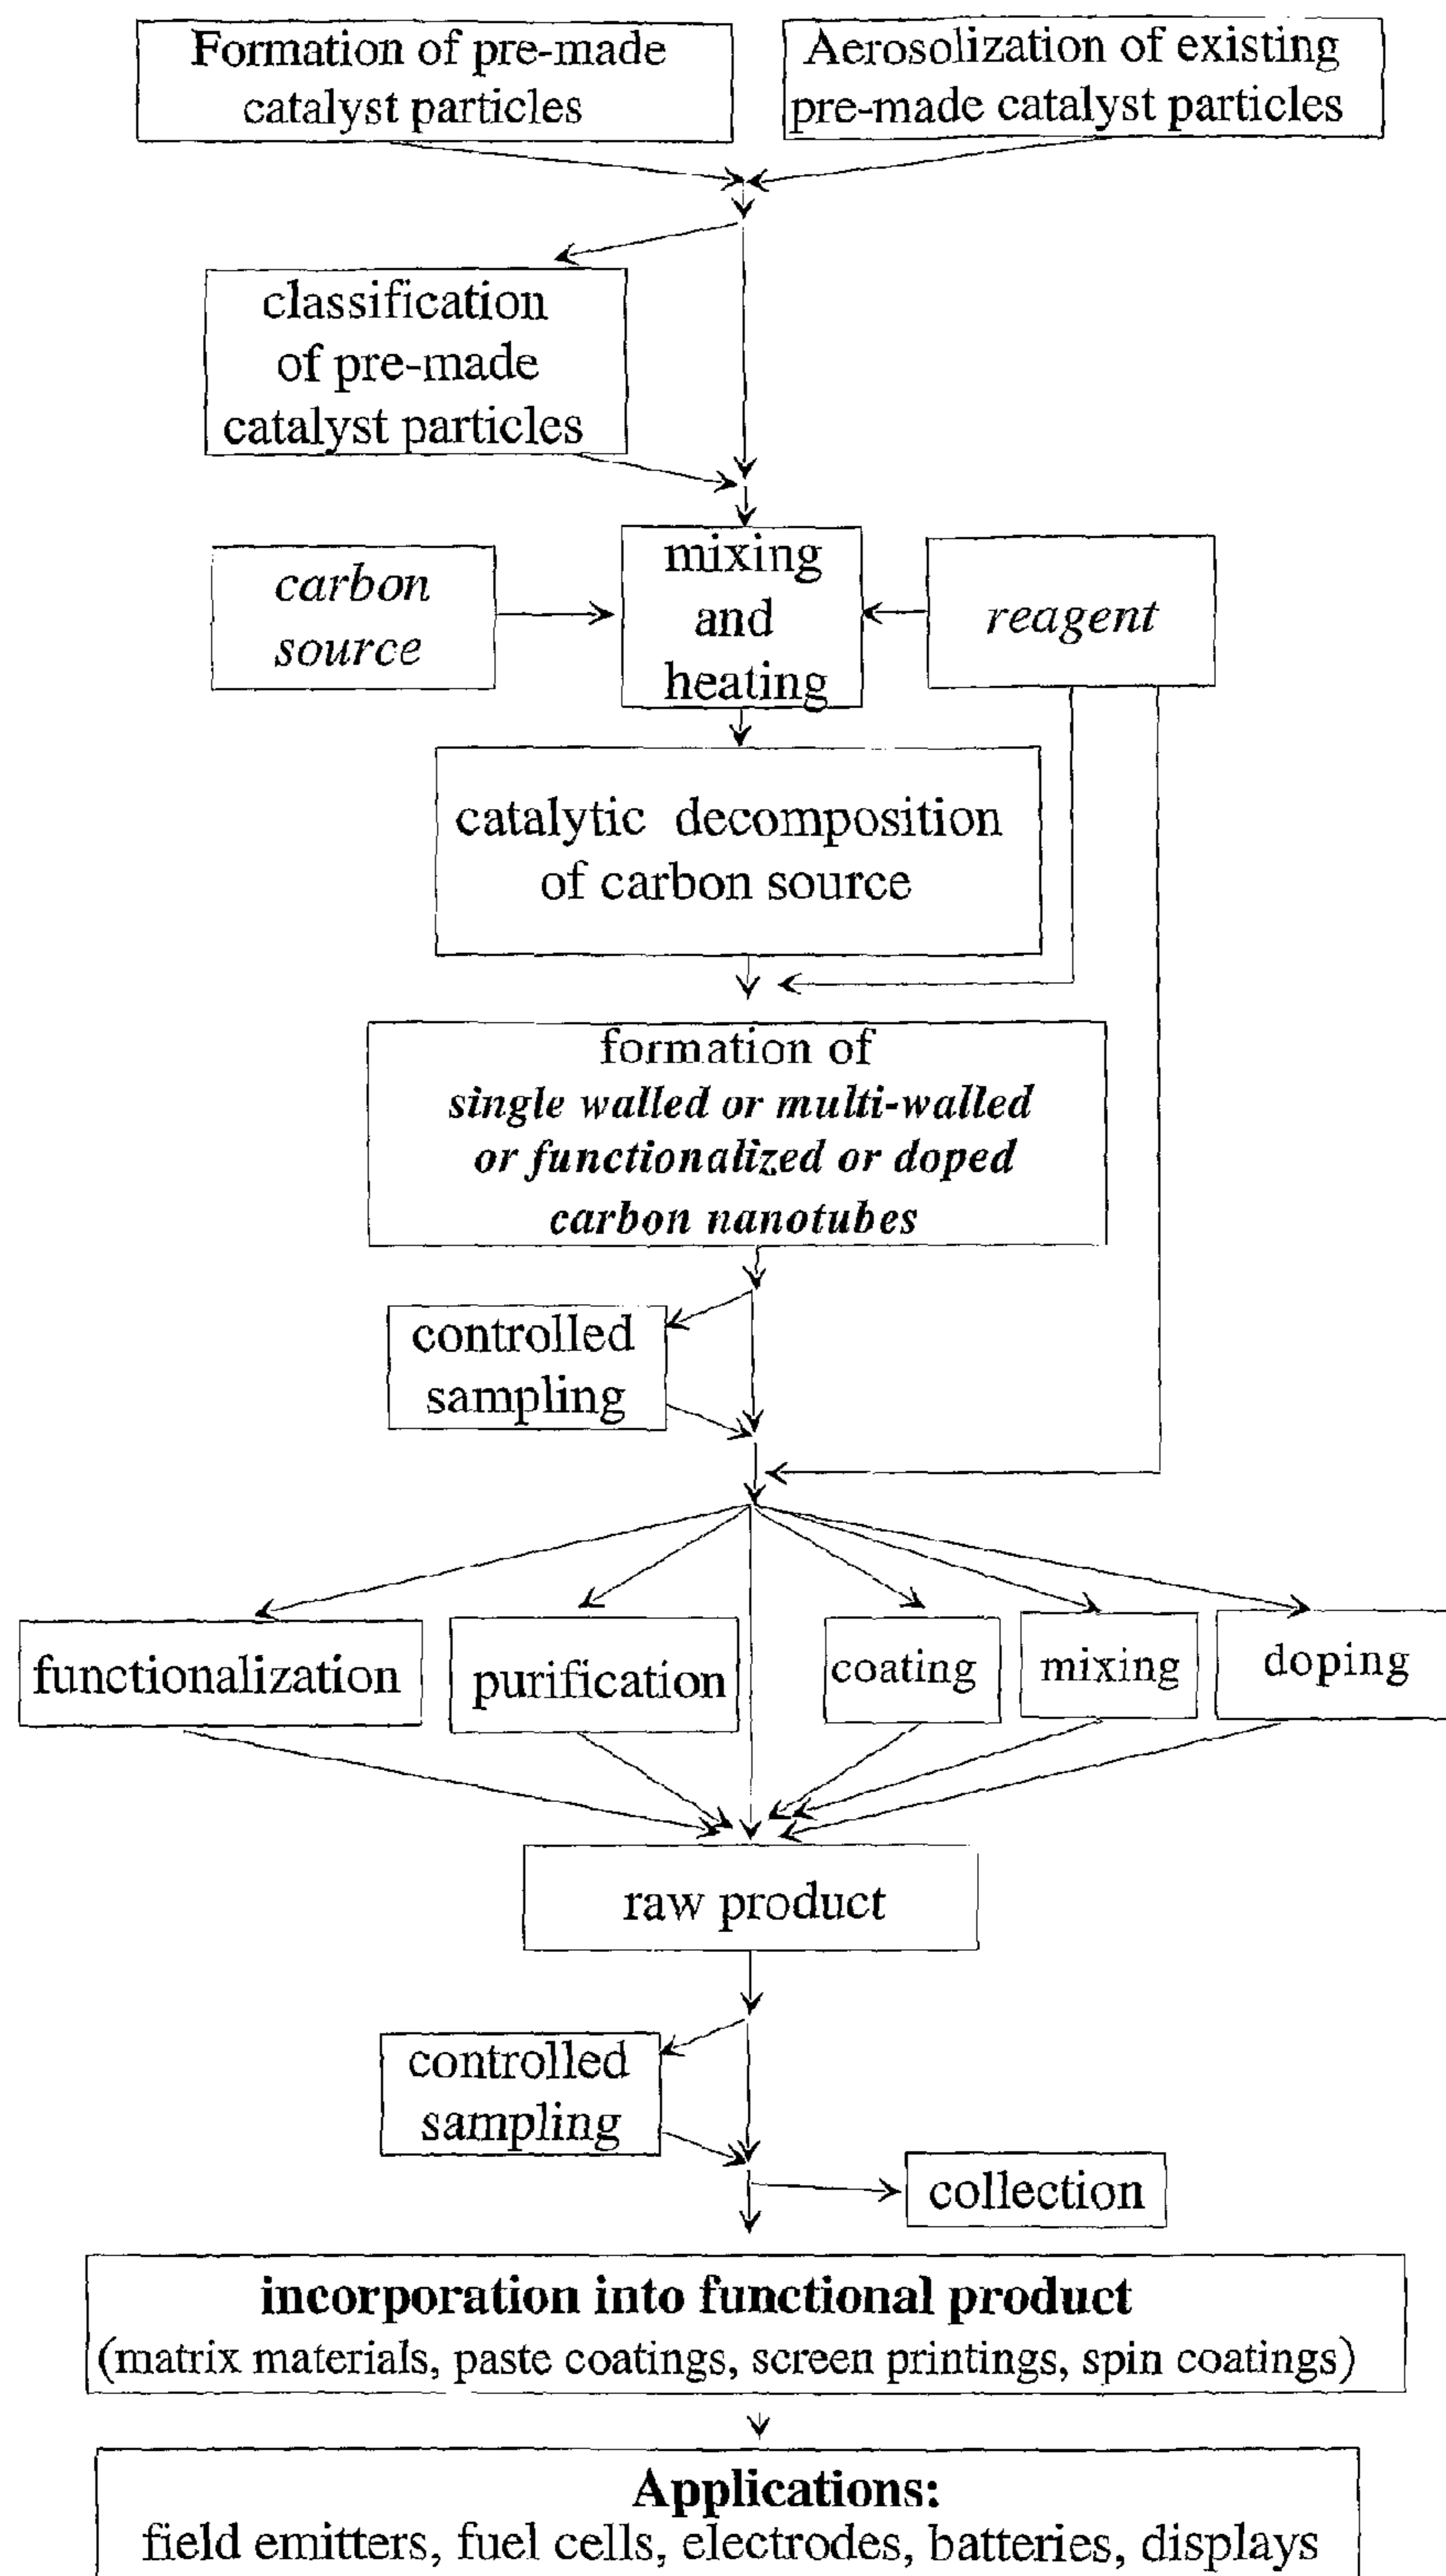 Formation of pre-made
catalyst particles
Aerosolization of existing
pre-made catalyst particles
classification
of pre-made
catalyst particles
carbon
source
mixing
and
heating
reagent
catalytic decomposition
of carbon source
formation of
single walled or multi-walled
or functionalized or doped
carbon nanotubes
controlled
sampling
functionalization
purification
coating
mixing
doping
raw product
controlled
sampling
collection
incorporation into functional product
(matrix materials, paste coatings, screen printings, spin coatings)
Applications:
field emitters, fuel cells, electrodes, batteries, displays